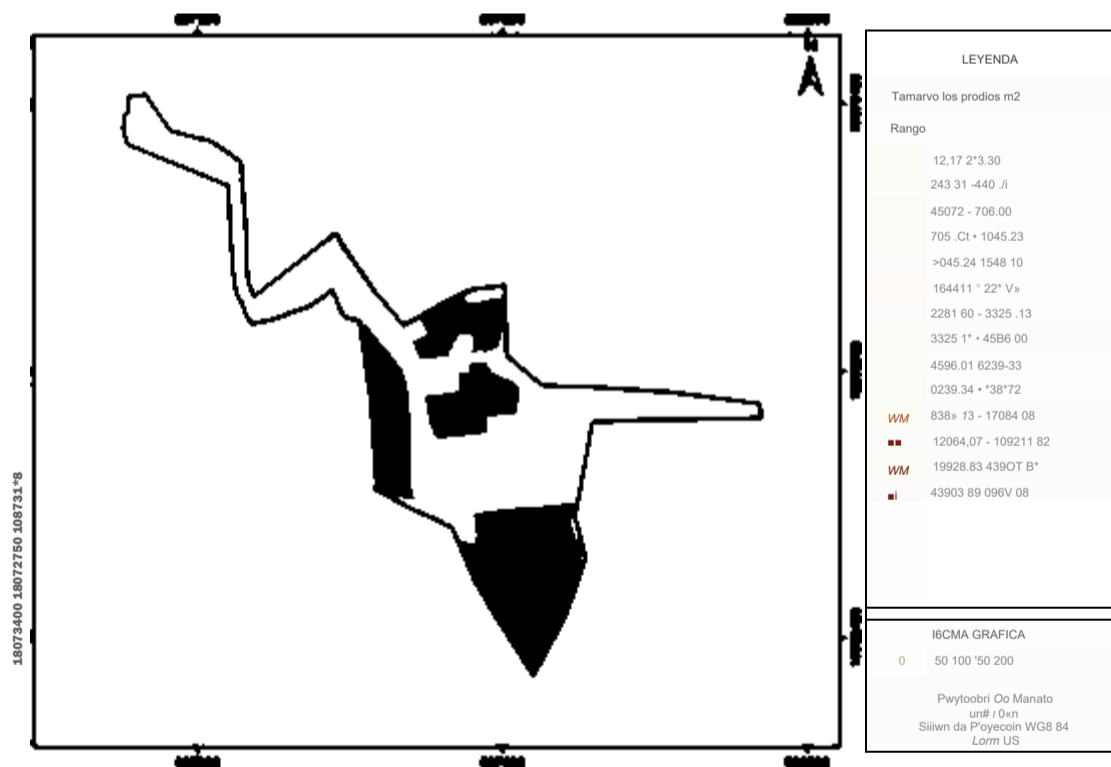 LEYENDA
Tamarvo los prodios m2
Rango
12,17 2*3.30
243 31 -440 ./i
45072 - 706.00
705 .Ct • 1045.23
>045.24 1548 10
164411 ° 22* V»
2281 60 - 3325 .13
3325 1* • 45B6 00
4596.01 6239-33
0239.34 • *38*72
WM 838» 13 - 17084 08
■■ 12064,07 - 109211 82
WM 19928.83 439OT B*
■i 43903 89 096V 08
18073400 18072750 108731*8
I6CMA GRAFICA
0 50 100 '50 200
Pwytoobri Oo Manato
un# / 0«n
Siiiwn da P'oyecoin WG8 84
Lorm US